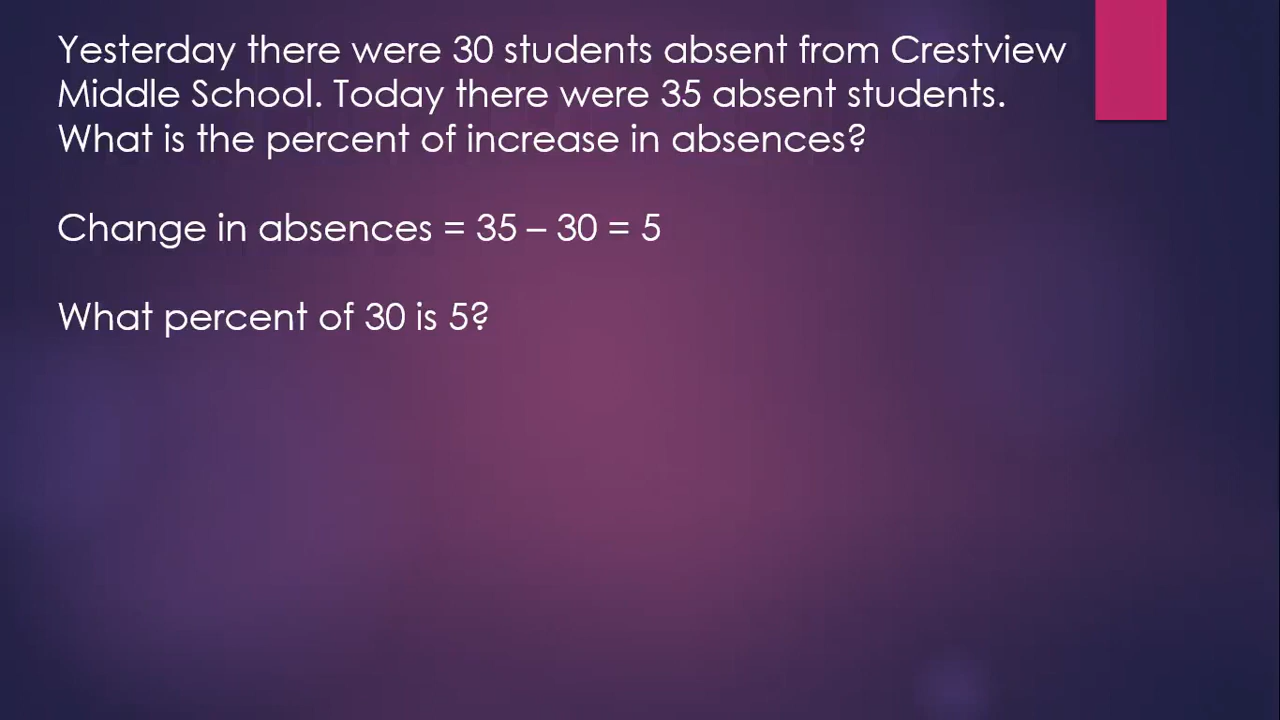 Yesterday there were 30 students absent from Crestview
Middle School. Today there were 35 absent students.
What is the percent of increase in absences?
Change in absences = 35 – 30 = 5
What percent of 30 is 5?